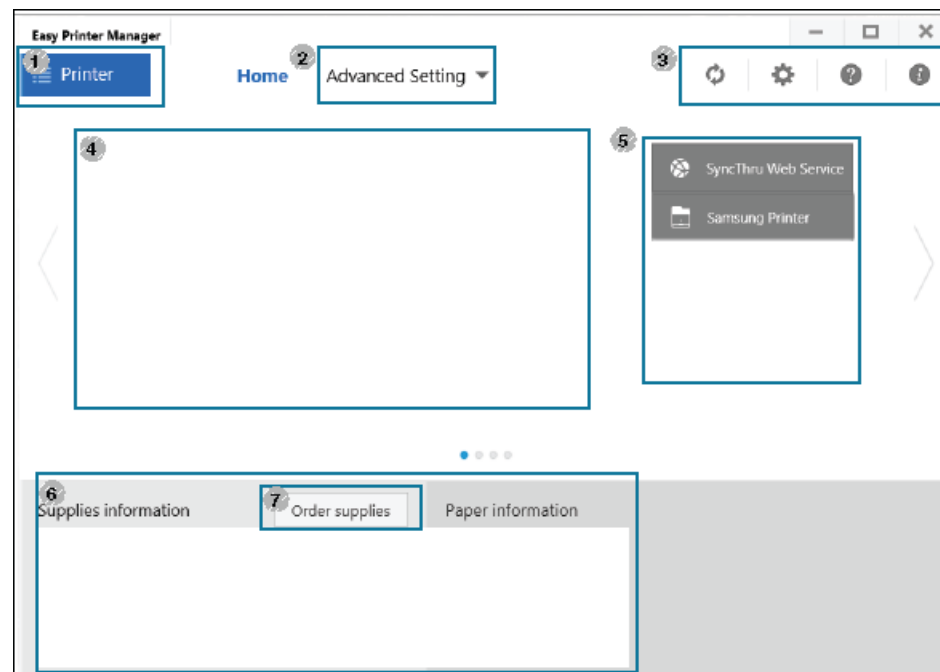 Easy Printer Manager
1 Printer
Home
2 Advanced Setting
3
4
5
SyncThru Web Service
Samsung Printer
6
Supplies information
7 Order supplies
Paper information